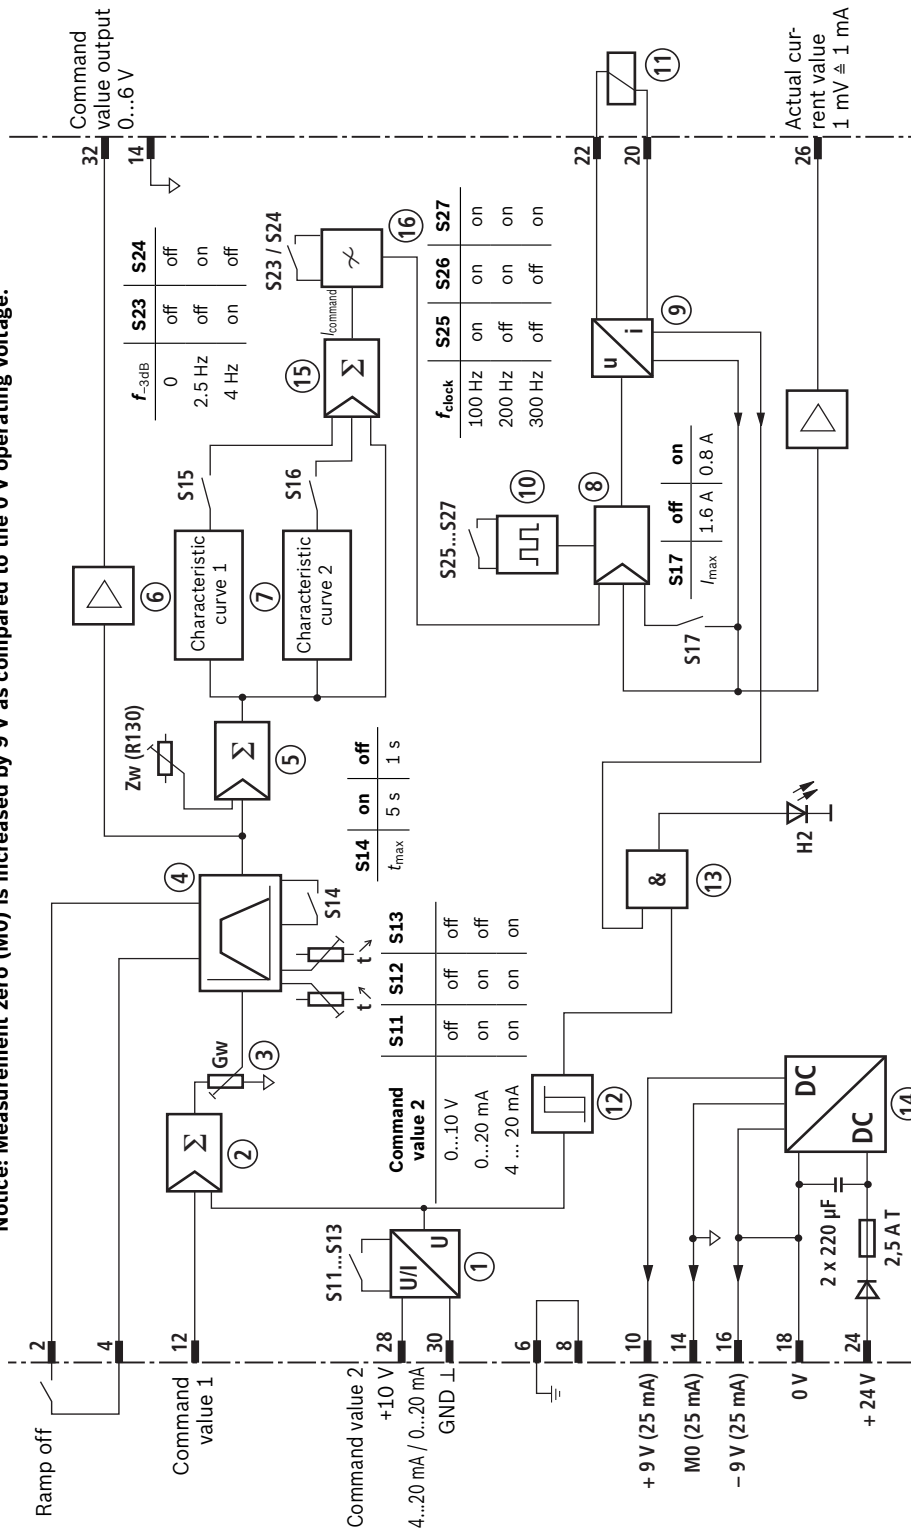 Notice: Measurement zero (M0) is increased by 9 V as compared to the 0 V operating voltage.
Ramp off
2
4
Command
value 1
12
Command value 2
+10 V
4...20 mA / 0...20 mA
GND ⊥
28
30
6
8
+ 9 V (25 mA)
10
M0 (25 mA)
14
− 9 V (25 mA)
16
0 V
18
+ 24 V
24
S11...S13
U/I
U
1
Σ
2
Gw
3
4
t
t
S14
Command
value 2
S11
S12
S13
0...10 V
off
off
off
0...20 mA
on
on
off
4 ... 20 mA
on
on
on
S14
on
off
tmax
5 s
1 s
Zw (R130)
Σ
5
6
Characteristic
curve 1
7
Characteristic
curve 2
S15
S16
15
Σ
Icommand
S23 / S24
16
f−3dB
S23
S24
0
off
off
2.5 Hz
off
on
4 Hz
on
off
fclock
S25
S26
S27
100 Hz
on
on
on
200 Hz
off
on
on
300 Hz
off
off
on
S25...S27
10
8
S17
S17
off
on
Imax
1.6 A
0.8 A
u
i
9
12
&
13
H2
DC
DC
14
2 x 220 µF
2,5 A T
32
14
Command
value output
0...6 V
22
20
11
26
Actual cur-
rent value
1 mV ≙ 1 mA